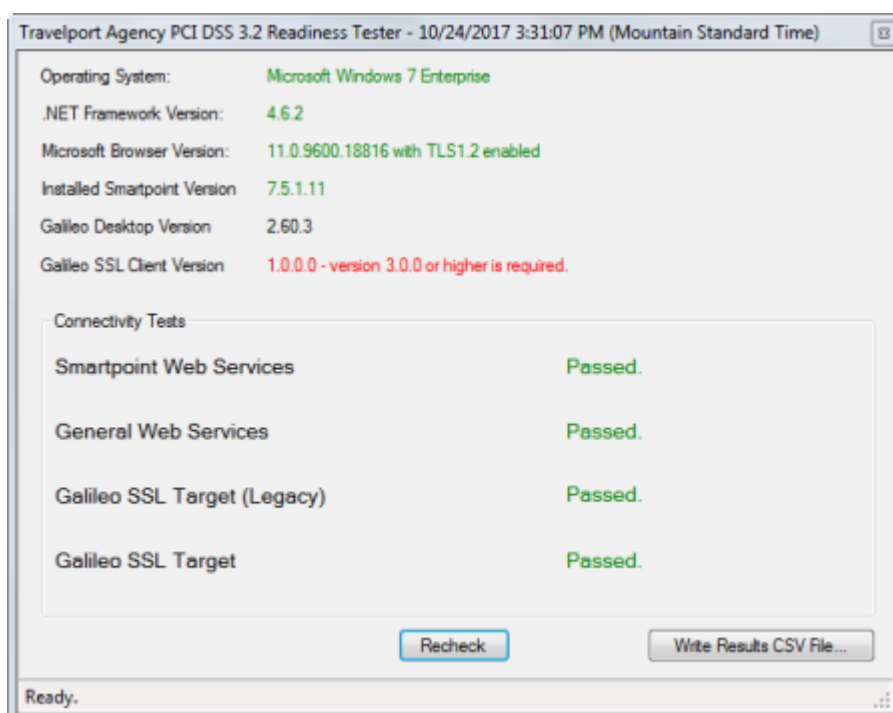 Travelport Agency PCI DSS 3.2 Readiness Tester - 10/24/2017 3:31:07 PM (Mountain Standard Time)
Operating System: Microsoft Windows 7 Enterprise
.NET Framework Version: 4.6.2
Microsoft Browser Version: 11.0.9600.18816 with TLS1.2 enabled
Installed Smartpoint Version 7.5.1.11
Galileo Desktop Version 2.60.3
Galileo SSL Client Version 1.0.0.0 - version 3.0.0 or higher is required.
Connectivity Tests
Smartpoint Web Services Passed.
General Web Services Passed.
Galileo SSL Target (Legacy) Passed.
Galileo SSL Target Passed.
Recheck Write Results CSV File...
Ready.